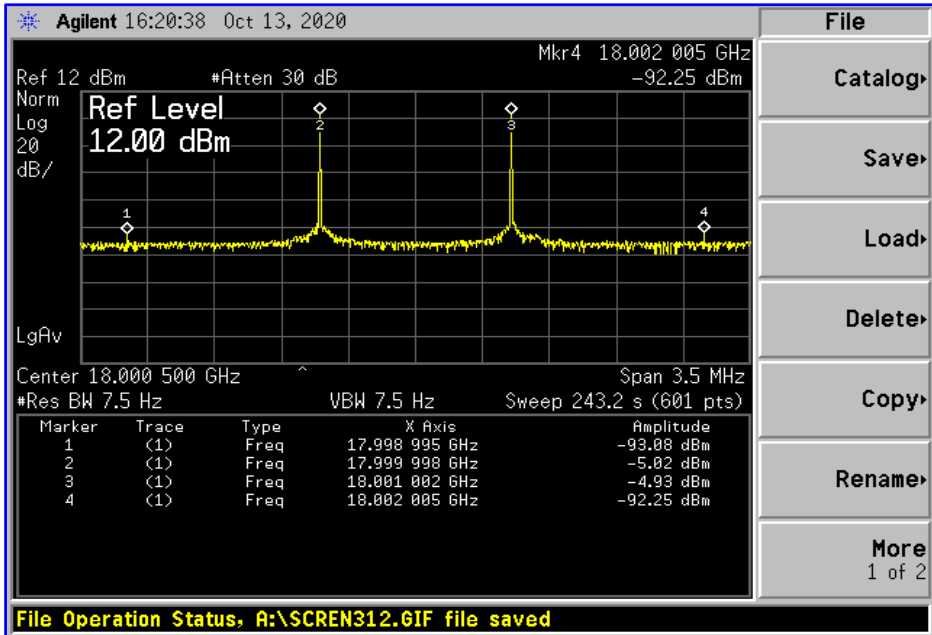 Agilent 16:20:38 Oct 13, 2020
File
Mkr4 18.002 005 GHz
Ref 12 dBm #Atten 30 dB -92.25 dBm
Norm
Log
20
dB/
Ref Level
12.00 dBm
1
2
3
4
LgAv
Center 18.000 500 GHz ^ Span 3.5 MHz
#Res BW 7.5 Hz VBW 7.5 Hz Sweep 243.2 s (601 pts)
Marker Trace Type X Axis Amplitude
1 (1) Freq 17.998 995 GHz -93.08 dBm
2 (1) Freq 17.999 998 GHz -5.02 dBm
3 (1) Freq 18.001 002 GHz -4.93 dBm
4 (1) Freq 18.002 005 GHz -92.25 dBm
Catalog
Save
Load
Delete
Copy
Rename
More
1 of 2
File Operation Status, A:\SCREN312.GIF file saved